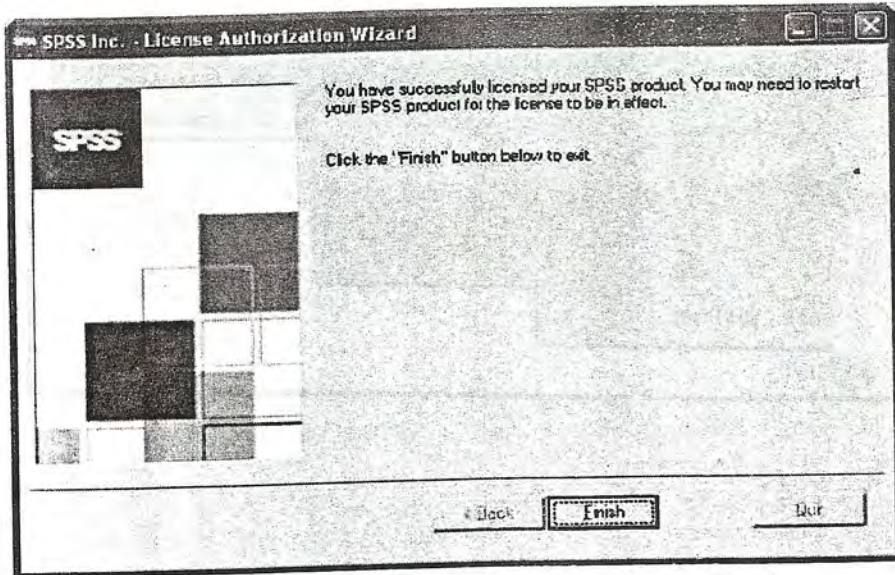 SPSS Inc. - License Authorization Wizard
SPSS
You have successfully licensed your SPSS product. You may need to restart
your SPSS product for the license to be in effect.
Click the "Finish" button below to exit.
< Back
Finish